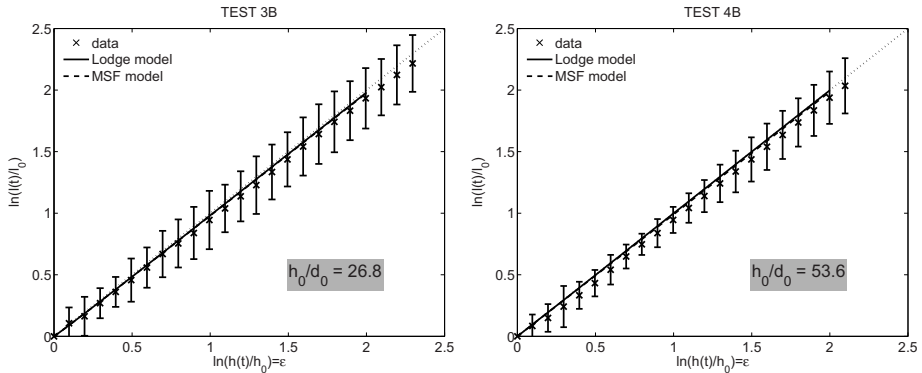 TEST 3B
2.5
2
1.5
1
0.5
0
ln(l(t)/l0)
data
Lodge model
MSF model
h0/d0 = 26.8
0 0.5 1 1.5 2 2.5
ln(h(t)/h0)=ε
TEST 4B
2.5
2
1.5
1
0.5
0
ln(l(t)/l0)
data
Lodge model
MSF model
h0/d0 = 53.6
0 0.5 1 1.5 2 2.5
ln(h(t)/h0)=ε